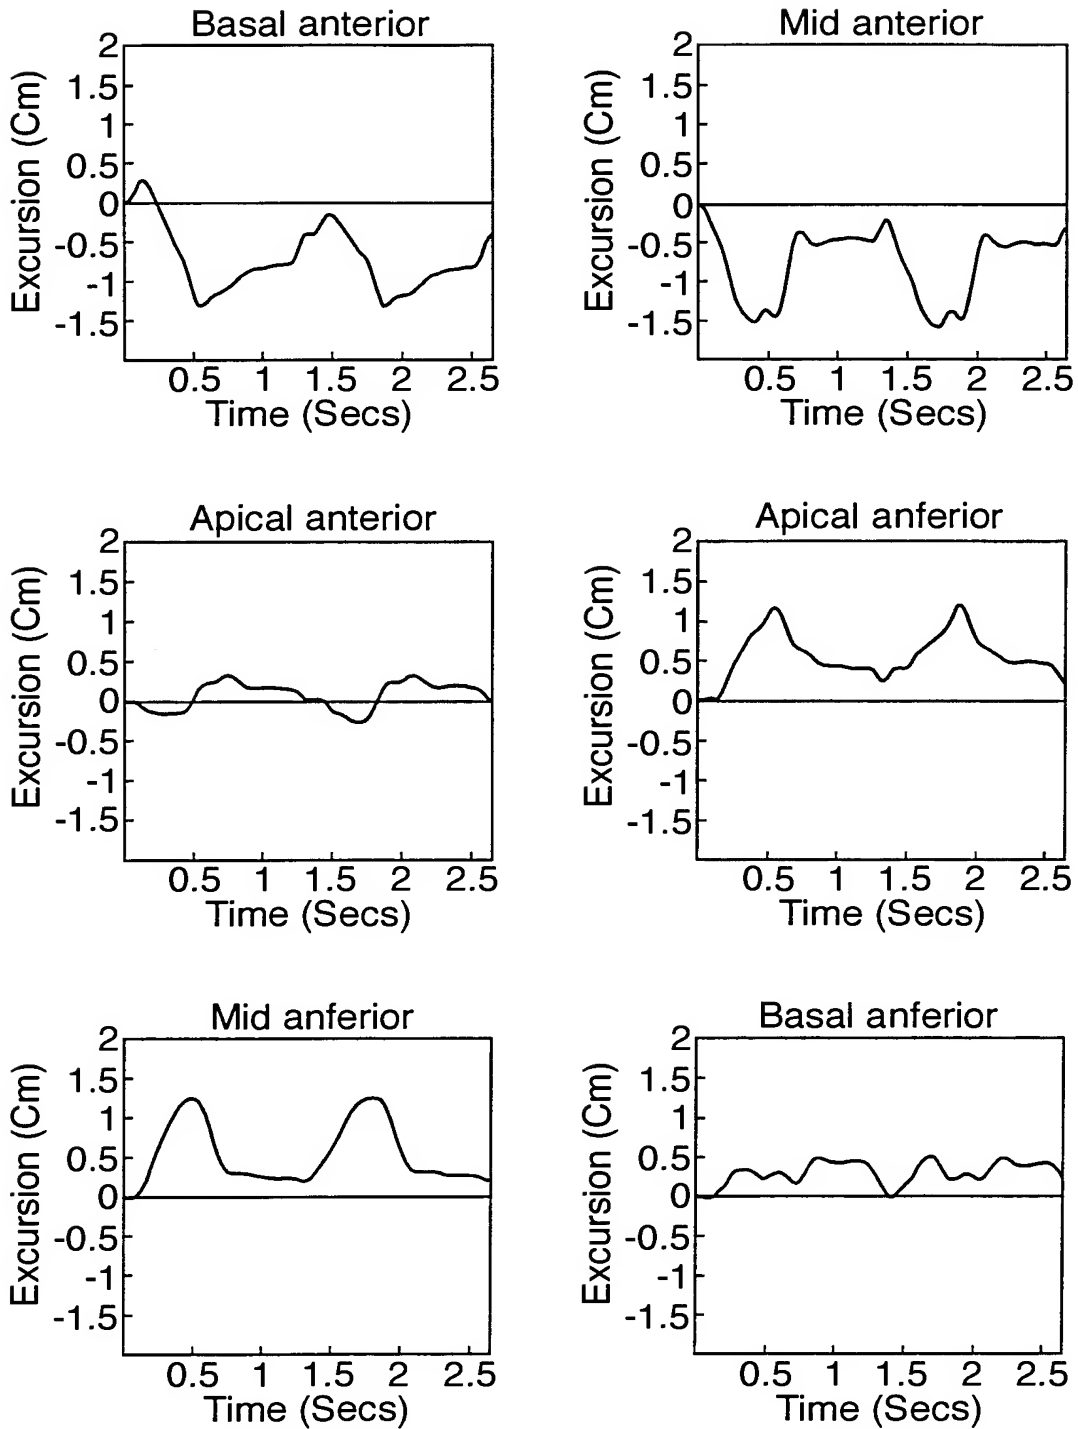 Basal anterior
Excursion (Cm)
2
1.5
1
0.5
0
-0.5
-1
-1.5
0.5 1 1.5 2 2.5
Time (Secs)
Mid anterior
Excursion (Cm)
2
1.5
1
0.5
0
-0.5
-1
-1.5
0.5 1 1.5 2 2.5
Time (Secs)
Apical anterior
Excursion (Cm)
2
1.5
1
0.5
0
-0.5
-1
-1.5
0.5 1 1.5 2 2.5
Time (Secs)
Apical anferior
Excursion (Cm)
2
1.5
1
0.5
0
-0.5
-1
-1.5
0.5 1 1.5 2 2.5
Time (Secs)
Mid anferior
Excursion (Cm)
2
1.5
1
0.5
0
-0.5
-1
-1.5
0.5 1 1.5 2 2.5
Time (Secs)
Basal anferior
Excursion (Cm)
2
1.5
1
0.5
0
-0.5
-1
-1.5
0.5 1 1.5 2 2.5
Time (Secs)